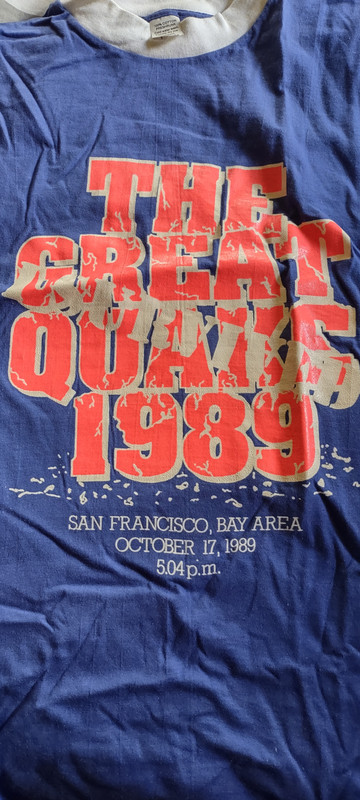 THE
GREAT
QUAKE
1989
SAN FRANCISCO, BAY AREA
OCTOBER 17, 1989
5.04 p.m.